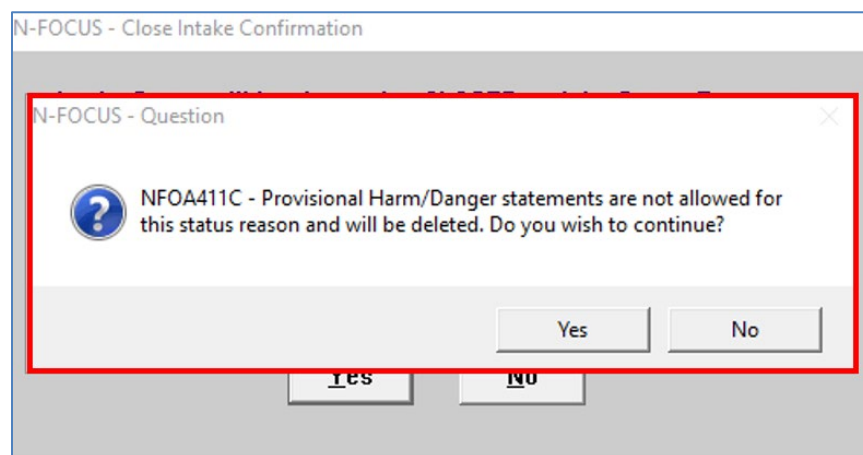 N-FOCUS - Close Intake Confirmation
N-FOCUS - Question
NFOA411C - Provisional Harm/Danger statements are not allowed for
this status reason and will be deleted. Do you wish to continue?
Yes No
Yes No